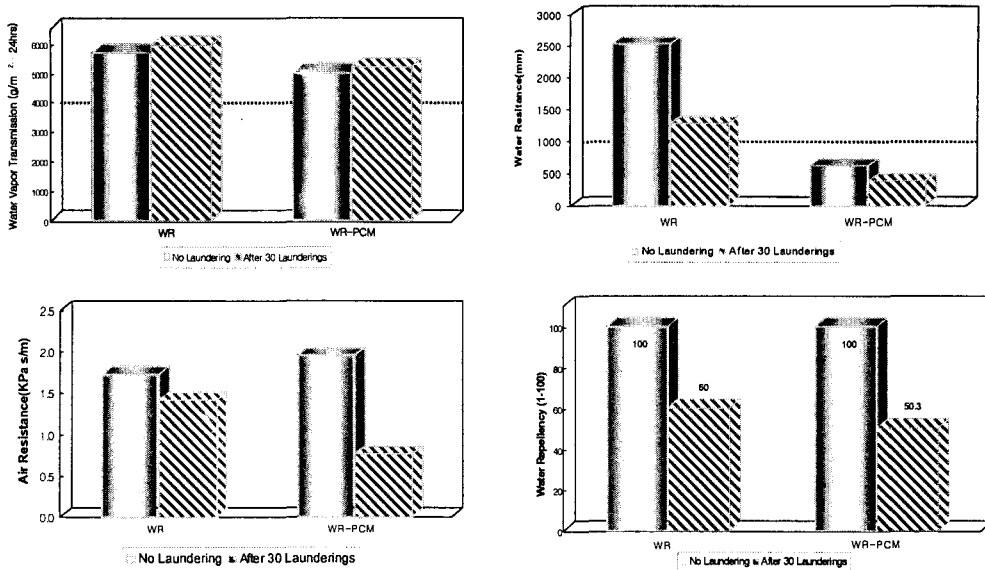 Water Vapor Transmission (g/m² · 24hrs)
6000
5000
4000
3000
2000
1000
0
WR
WR-PCM
No Laundering After 30 Launderings
Water Resitance(mm)
3000
2500
2000
1500
1000
500
0
WR
WR-PCM
No Laundering After 30 Launderings
Air Resistance(KPa s/m)
2.5
2.0
1.5
1.0
0.5
0.0
WR
WR-PCM
No Laundering After 30 Launderings
Water Repellency (1-100)
100
80
60
40
20
0
100
60
100
50.3
WR
WR-PCM
No Laundering After 30 Launderings